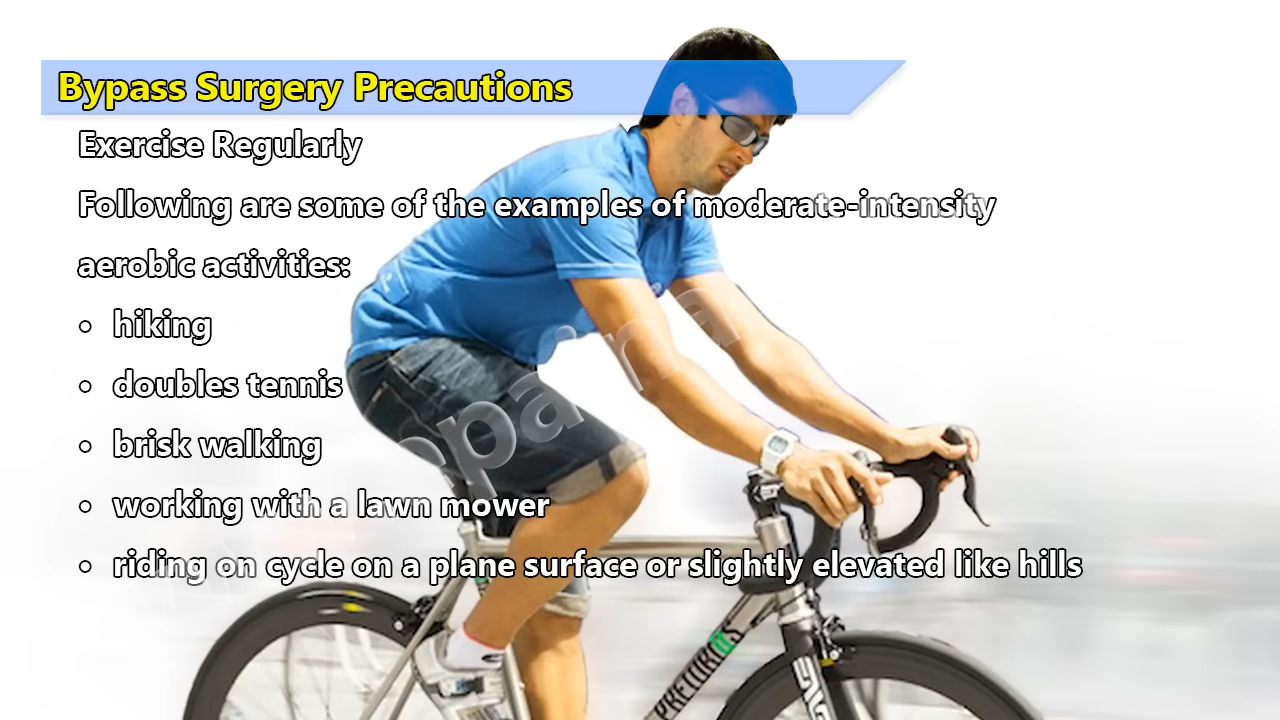 Bypass Surgery Precautions
Exercise Regularly
Following are some of the examples of moderate-intensity
aerobic activities:
• hiking
• doubles tennis
• brisk walking
• working with a lawn mower
• riding on cycle on a plane surface or slightly elevated like hills